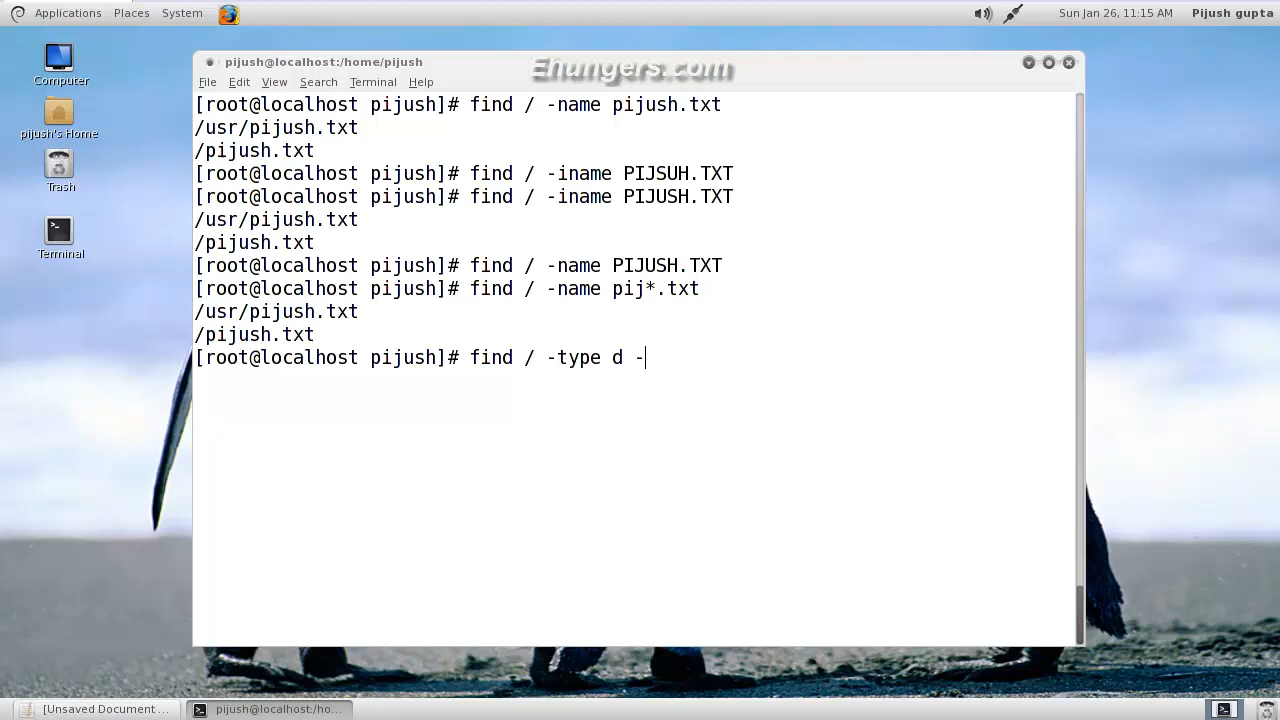 Applications Places System
Sun Jan 26, 11:15 AM Pijush gupta
Computer
pijush's Home
Trash
Terminal
pijush@localhost:/home/pijush
Ehungers.com
File Edit View Search Terminal Help
[root@localhost pijush]# find / -name pijush.txt
/usr/pijush.txt
/pijush.txt
[root@localhost pijush]# find / -iname PIJSUH.TXT
[root@localhost pijush]# find / -iname PIJUSH.TXT
/usr/pijush.txt
/pijush.txt
[root@localhost pijush]# find / -name PIJUSH.TXT
[root@localhost pijush]# find / -name pij*.txt
/usr/pijush.txt
/pijush.txt
[root@localhost pijush]# find / -type d -
[Unsaved Document ... pijush@localhost:/ho...